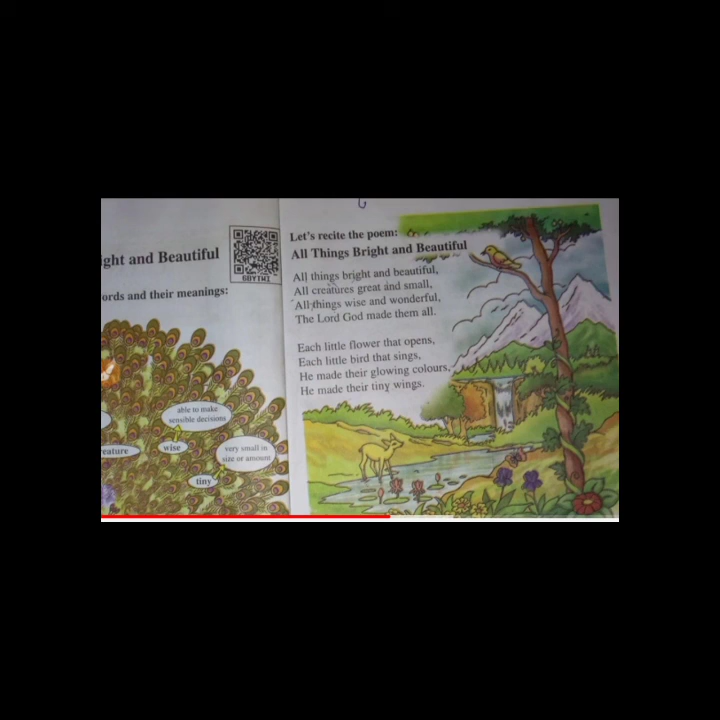 ght and Beautiful
6BYIWI
ords and their meanings:
able to make
sensible decisions
reature
wise
very small in
size or amount
tiny
Let's recite the poem:
All Things Bright and Beautiful
All things bright and beautiful,
All creatures great and small,
All things wise and wonderful,
The Lord God made them all.
Each little flower that opens,
Each little bird that sings,
He made their glowing colours,
He made their tiny wings.